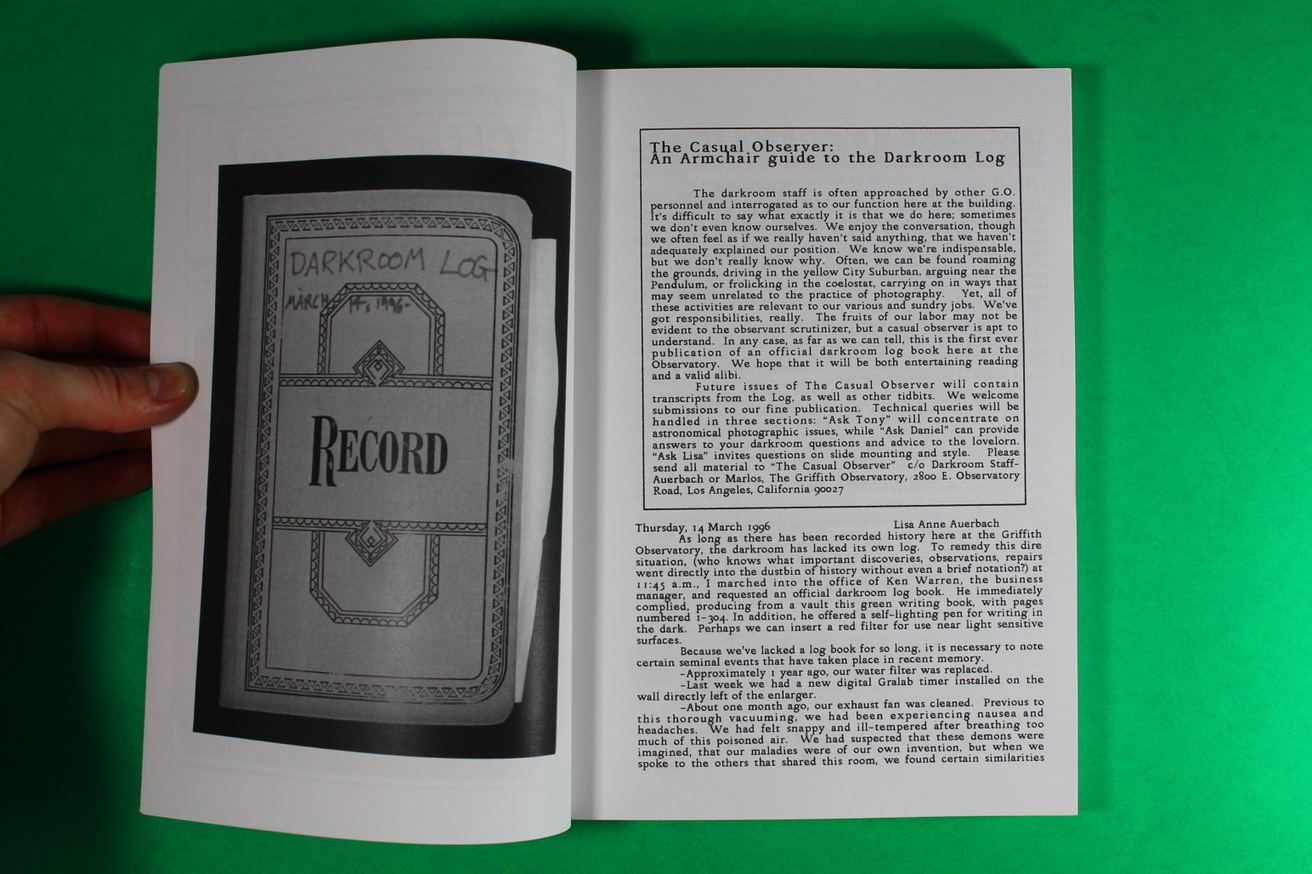 DARKROOM LOG
MARCH 14, 1996-
RECORD
The Casual Observer:
An Armchair guide to the Darkroom Log
The darkroom staff is often approached by other G.O.
personnel and interrogated as to our function here at the building.
It's difficult to say what exactly it is that we do here; sometimes
we don't even know ourselves. We enjoy the conversation, though
we often feel as if we really haven't said anything, that we haven't
adequately explained our position. We know we're indispensable,
but we don't really know why. Often, we can be found roaming
the grounds, driving in the yellow City Suburban, arguing near the
Pendulum, or frolicking in the coelostat, carrying on in ways that
may seem unrelated to the practice of photography. Yet, all of
these activities are relevant to our various and sundry jobs. We've
got responsibilities, really. The fruits of our labor may not be
evident to the observant scrutinizer, but a casual observer is apt to
understand. In any case, as far as we can tell, this is the first ever
publication of an official darkroom log book here at the
Observatory. We hope that it will be both entertaining reading
and a valid alibi.
Future issues of The Casual Observer will contain
transcripts from the Log, as well as other tidbits. We welcome
submissions to our fine publication. Technical queries will be
handled in three sections: "Ask Tony" will concentrate on
astronomical photographic issues, while "Ask Daniel" can provide
answers to your darkroom questions and advice to the lovelorn.
"Ask Lisa" invites questions on slide mounting and style. Please
send all material to "The Casual Observer" c/o Darkroom Staff-
Auerbach or Marlos, The Griffith Observatory, 2800 E. Observatory
Road, Los Angeles, California 90027
Thursday, 14 March 1996 Lisa Anne Auerbach
As long as there has been recorded history here at the Griffith
Observatory, the darkroom has lacked its own log. To remedy this dire
situation, (who knows what important discoveries, observations, repairs
went directly into the dustbin of history without even a brief notation?) at
11:45 a.m., I marched into the office of Ken Warren, the business
manager, and requested an official darkroom log book. He immediately
complied, producing from a vault this green writing book, with pages
numbered 1-304. In addition, he offered a self-lighting pen for writing in
the dark. Perhaps we can insert a red filter for use near light sensitive
surfaces.
Because we've lacked a log book for so long, it is necessary to note
certain seminal events that have taken place in recent memory.
-Approximately 1 year ago, our water filter was replaced.
-Last week we had a new digital Gralab timer installed on the
wall directly left of the enlarger.
-About one month ago, our exhaust fan was cleaned. Previous to
this thorough vacuuming, we had been experiencing nausea and
headaches. We had felt snappy and ill-tempered after breathing too
much of this poisoned air. We had suspected that these demons were
imagined, that our maladies were of our own invention, but when we
spoke to the others that shared this room, we found certain similarities